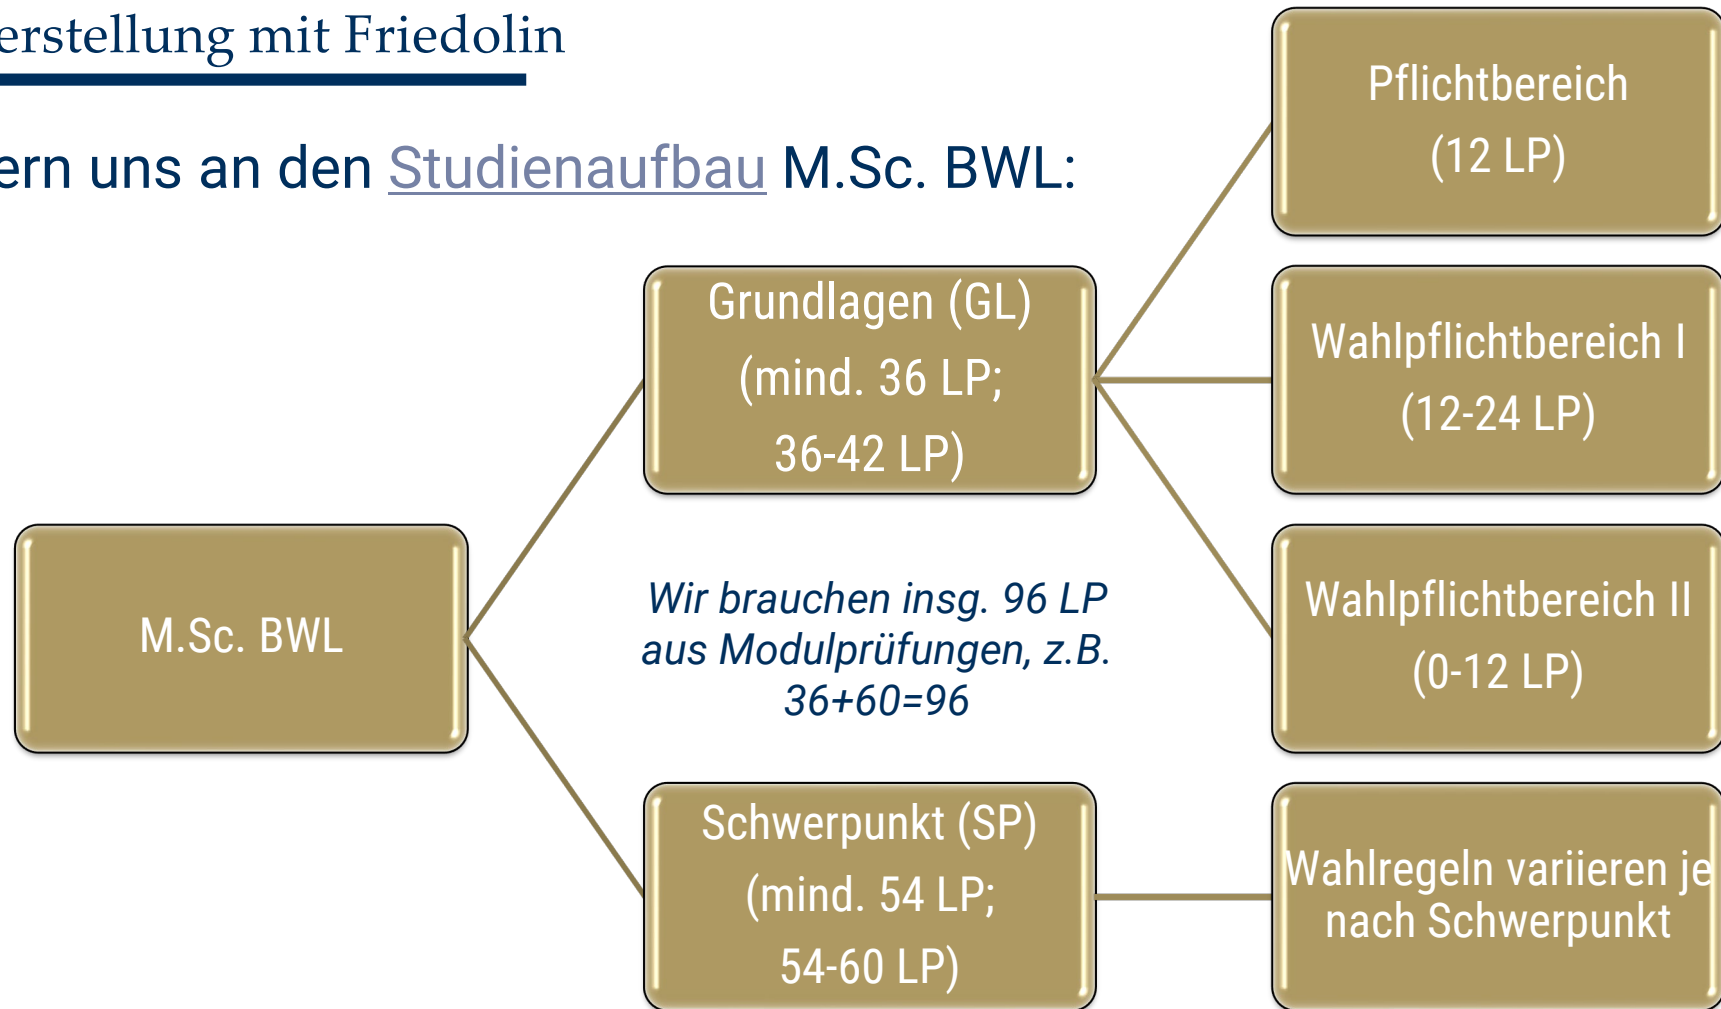 erstellung mit Friedolin
ern uns an den Studienaufbau M.Sc. BWL:
M.Sc. BWL
Grundlagen (GL)
(mind. 36 LP;
36-42 LP)
Wir brauchen insg. 96 LP
aus Modulprüfungen, z.B.
36+60=96
Schwerpunkt (SP)
(mind. 54 LP;
54-60 LP)
Pflichtbereich
(12 LP)
Wahlpflichtbereich I
(12-24 LP)
Wahlpflichtbereich II
(0-12 LP)
Wahlregeln variieren je
nach Schwerpunkt